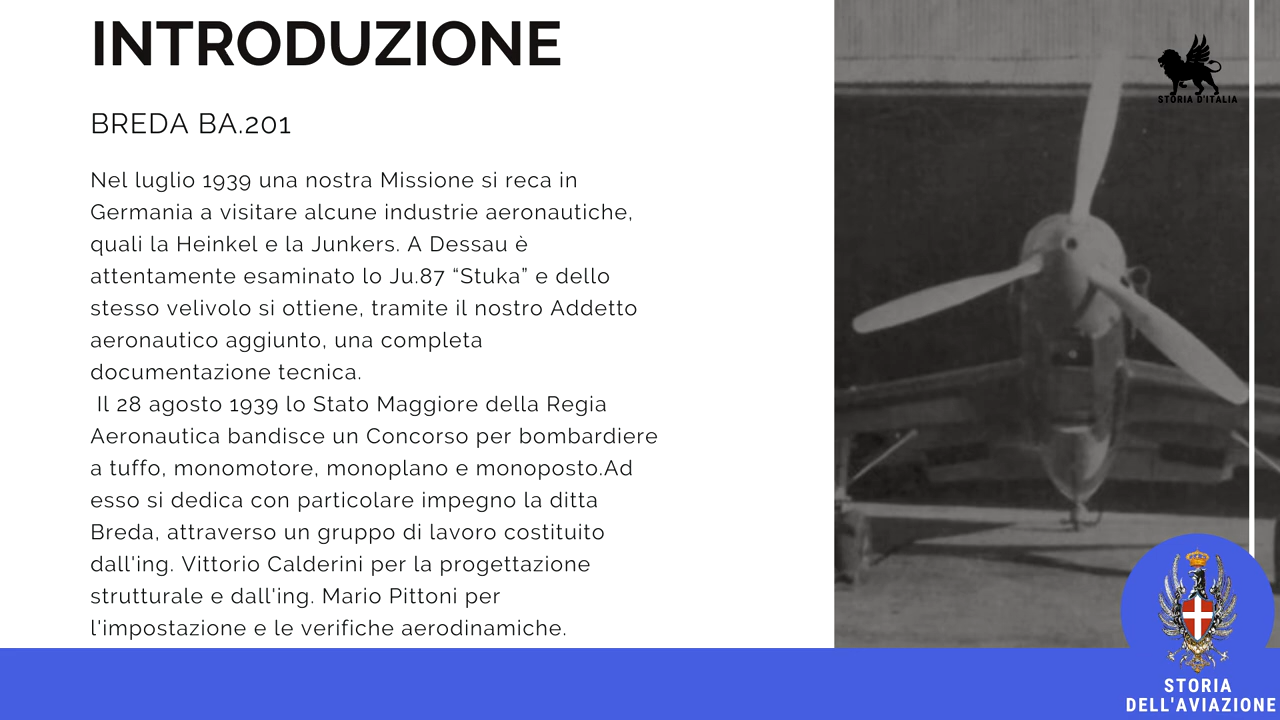 INTRODUZIONE
BREDA BA.201
Nel luglio 1939 una nostra Missione si reca in
Germania a visitare alcune industrie aeronautiche,
quali la Heinkel e la Junkers. A Dessau è
attentamente esaminato lo Ju.87 “Stuka” e dello
stesso velivolo si ottiene, tramite il nostro Addetto
aeronautico aggiunto, una completa
documentazione tecnica.
Il 28 agosto 1939 lo Stato Maggiore della Regia
Aeronautica bandisce un Concorso per bombardiere
a tuffo, monomotore, monoplano e monoposto.Ad
esso si dedica con particolare impegno la ditta
Breda, attraverso un gruppo di lavoro costituito
dall'ing. Vittorio Calderini per la progettazione
strutturale e dall'ing. Mario Pittoni per
l'impostazione e le verifiche aerodinamiche.
STORIA D'ITALIA
STORIA
DELL'AVIAZIONE